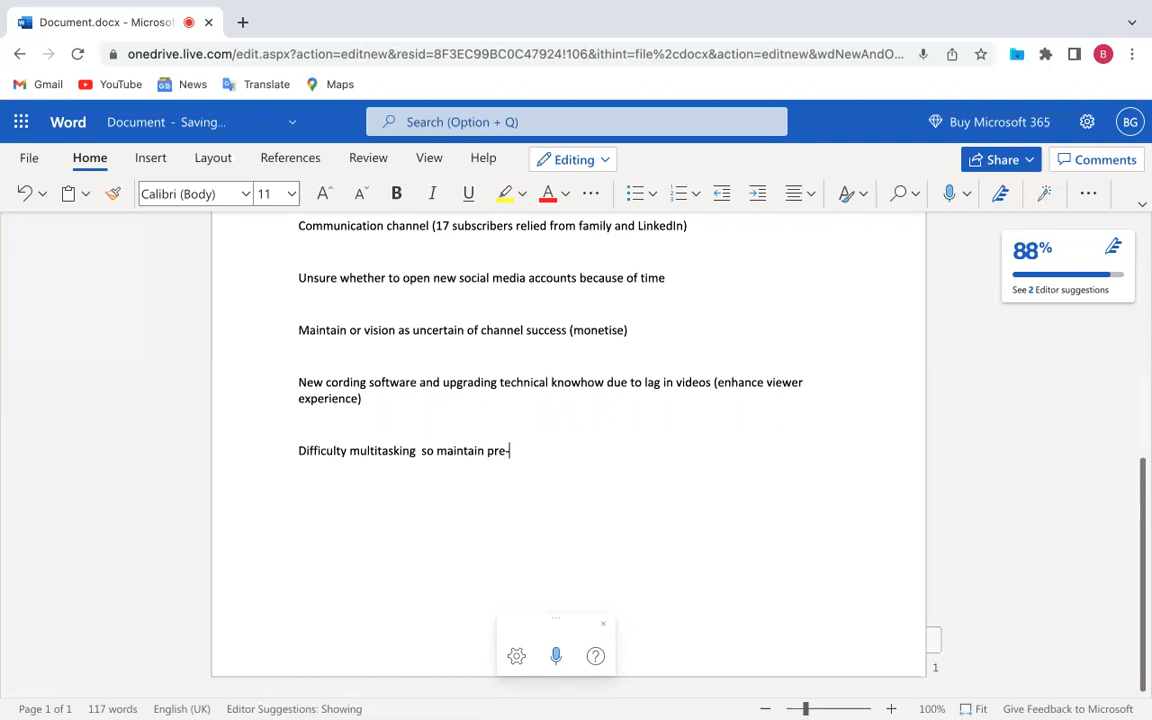 Document.docx - Microsof
onedrive.live.com/edit.aspx?action=editnew&resid=8F3EC99BC0C47924!106&ithint=file%2cdocx&action=editnew&wdNewAndO...
B
Gmail YouTube News Translate Maps
Word Document - Saving... Search (Option + Q) Buy Microsoft 365 BG
File Home Insert Layout References Review View Help Editing Share Comments
Calibri (Body) 11 A A B I U A
Communication channel (17 subscribers relied from family and LinkedIn)
88%
Unsure whether to open new social media accounts because of time
See 2 Editor suggestions
Maintain or vision as uncertain of channel success (monetise)
New cording software and upgrading technical knowhow due to lag in videos (enhance viewer
experience)
Difficulty multitasking  so maintain pre-
1
Page 1 of 1 117 words English (UK) Editor Suggestions: Showing 100% Fit Give Feedback to Microsoft